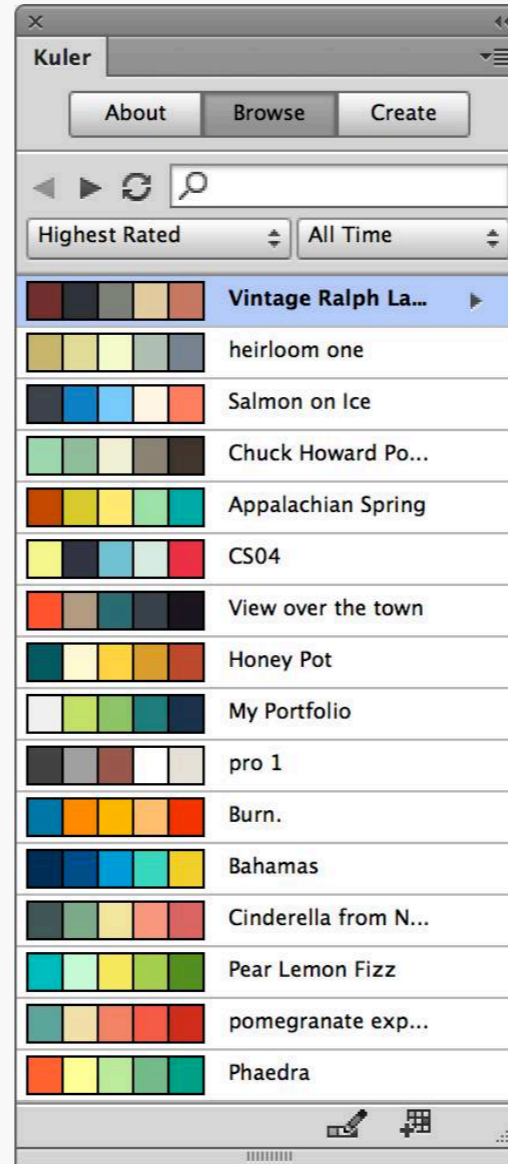 Kuler
About Browse Create
Highest Rated All Time
Vintage Ralph La...
heirloom one
Salmon on Ice
Chuck Howard Po...
Appalachian Spring
CS04
View over the town
Honey Pot
My Portfolio
pro 1
Burn.
Bahamas
Cinderella from N...
Pear Lemon Fizz
pomegranate exp...
Phaedra